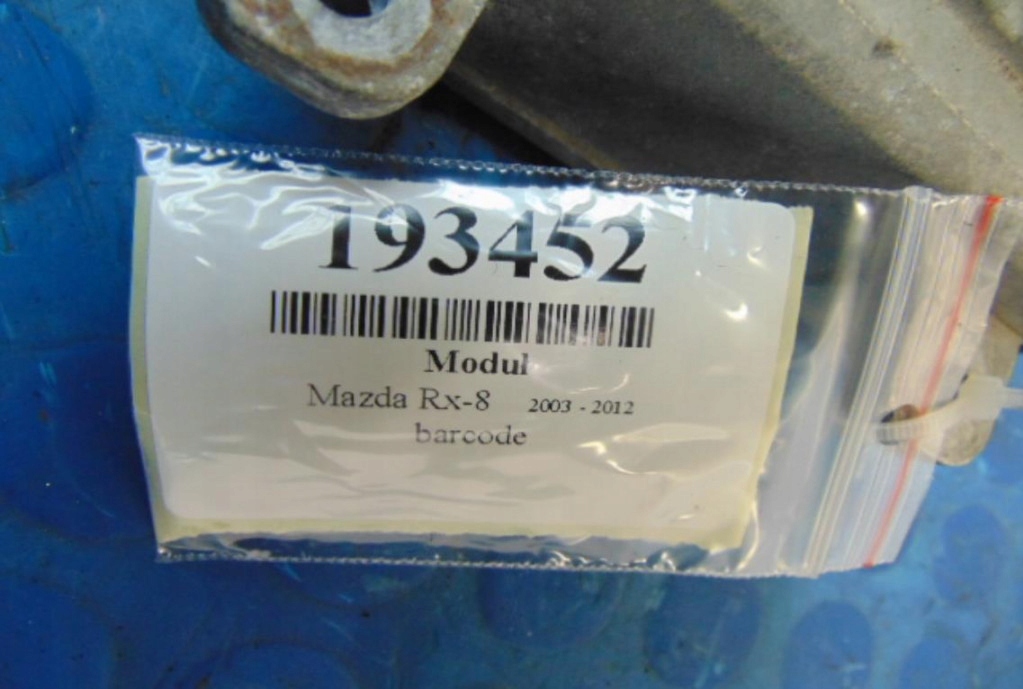 193452
Modul
Mazda Rx-8 2003 - 2012
barcode